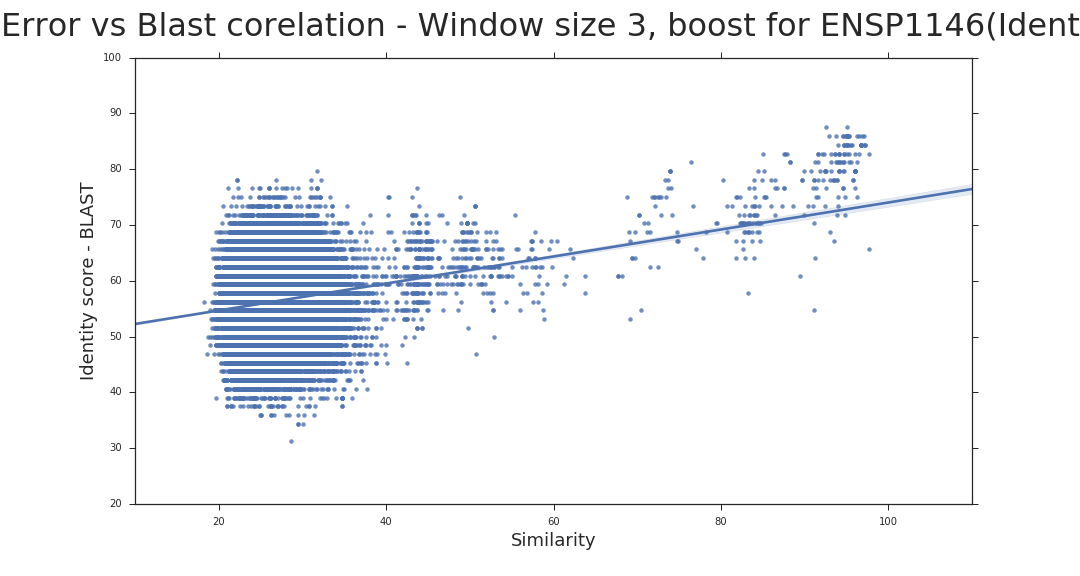 Error vs Blast corelation - Window size 3, boost for ENSP1146(Ident
100
90
80
70
60
50
40
30
20
Identity score - BLAST
20 40 60 80 100
Similarity